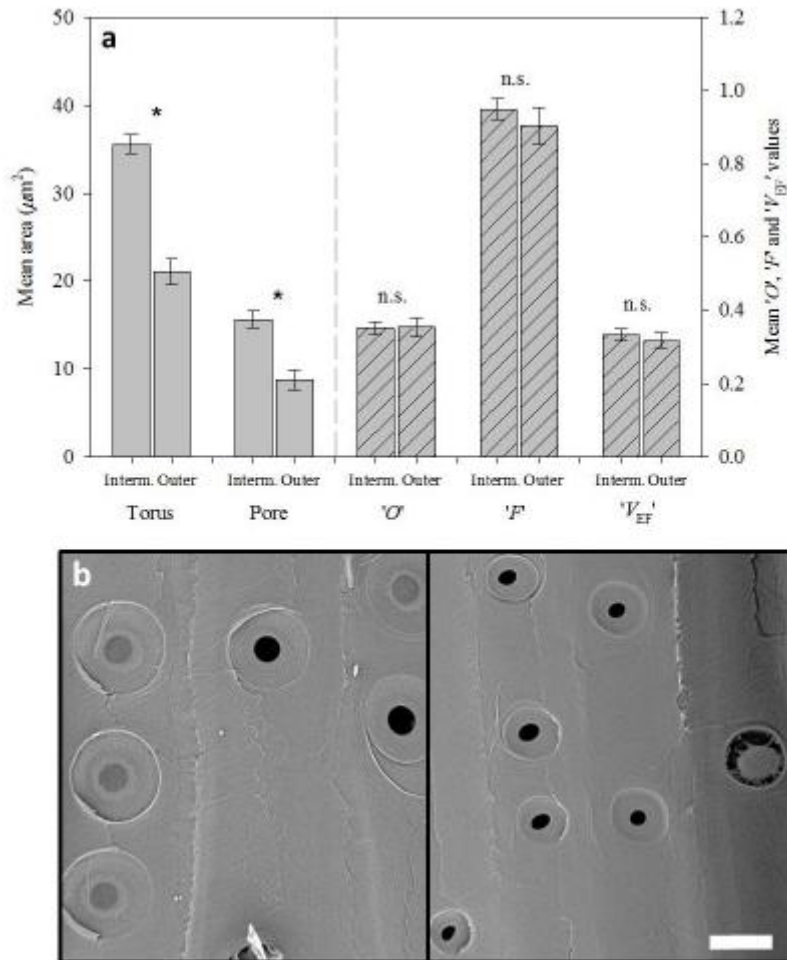 a
50
40
30
20
10
0
Mean area (μm²)
1.2
1.0
0.8
0.6
0.4
0.2
0.0
Mean 'O', 'F' and 'V_EF' values
*
*
n.s.
n.s.
n.s.
Interm. Outer Interm. Outer Interm. Outer Interm. Outer Interm. Outer
Torus Pore 'O' 'F' 'V_EF'
b